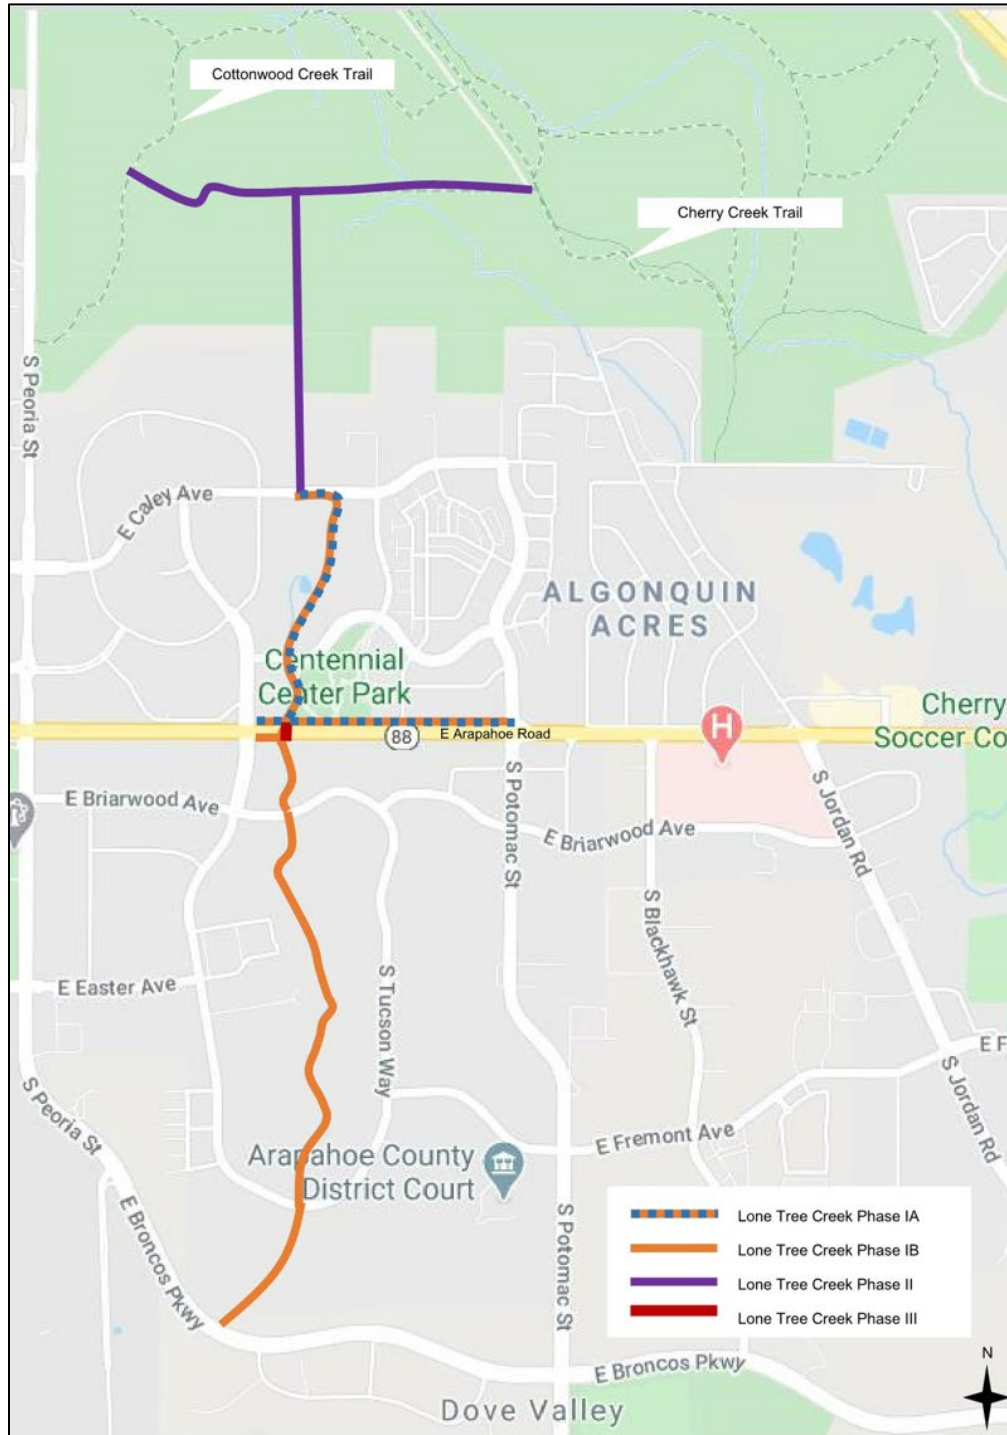 Cottonwood Creek Trail
Cherry Creek Trail
S Peoria St
E Caley Ave
ALGONQUIN
ACRES
Centennial
Center Park
Cherry
Soccer Co
88
E Arapahoe Road
H
E Briarwood Ave
S Potomac St
E Briarwood Ave
S Jordan Rd
S Blackhawk St
E Easter Ave
S Tucson Way
E F
S Peoria St
S Jordan Rd
E Fremont Ave
Arapahoe County
District Court
E Broncos Pkwy
S Potomac St
Lone Tree Creek Phase IA
Lone Tree Creek Phase IB
Lone Tree Creek Phase II
Lone Tree Creek Phase III
E Broncos Pkwy
N
Dove Valley